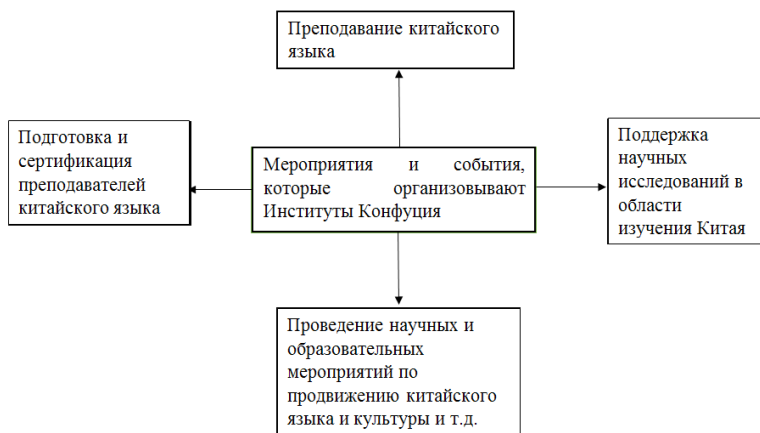 Преподавание китайского
языка
Подготовка и
сертификация
преподавателей
китайского языка
Мероприятия и события,
которые организовывают
Институты Конфуция
Поддержка
научных
исследований в
области
изучения Китая
Проведение научных и
образовательных
мероприятий по
продвижению китайского
языка и культуры и т.д.